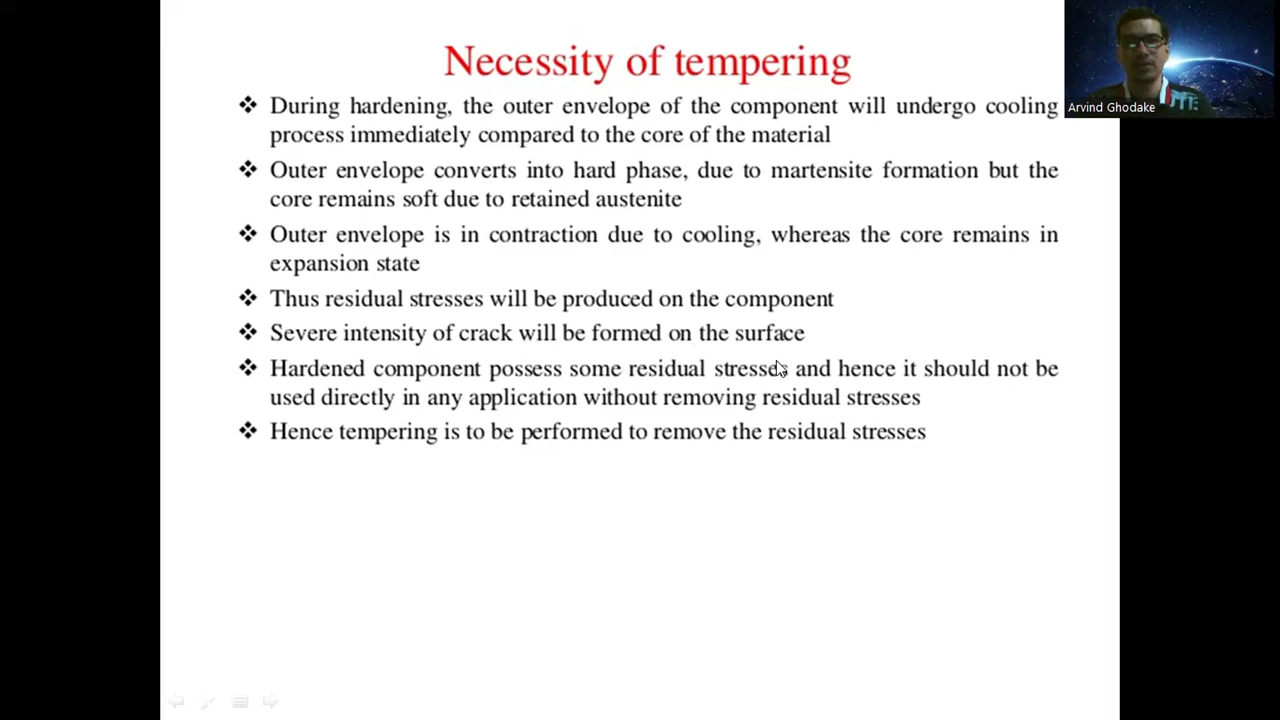 Necessity of tempering
❖ During hardening, the outer envelope of the component will undergo cooling
process immediately compared to the core of the material
❖ Outer envelope converts into hard phase, due to martensite formation but the
core remains soft due to retained austenite
❖ Outer envelope is in contraction due to cooling, whereas the core remains in
expansion state
❖ Thus residual stresses will be produced on the component
❖ Severe intensity of crack will be formed on the surface
❖ Hardened component possess some residual stresses and hence it should not be
used directly in any application without removing residual stresses
❖ Hence tempering is to be performed to remove the residual stresses
Arvind Ghodake